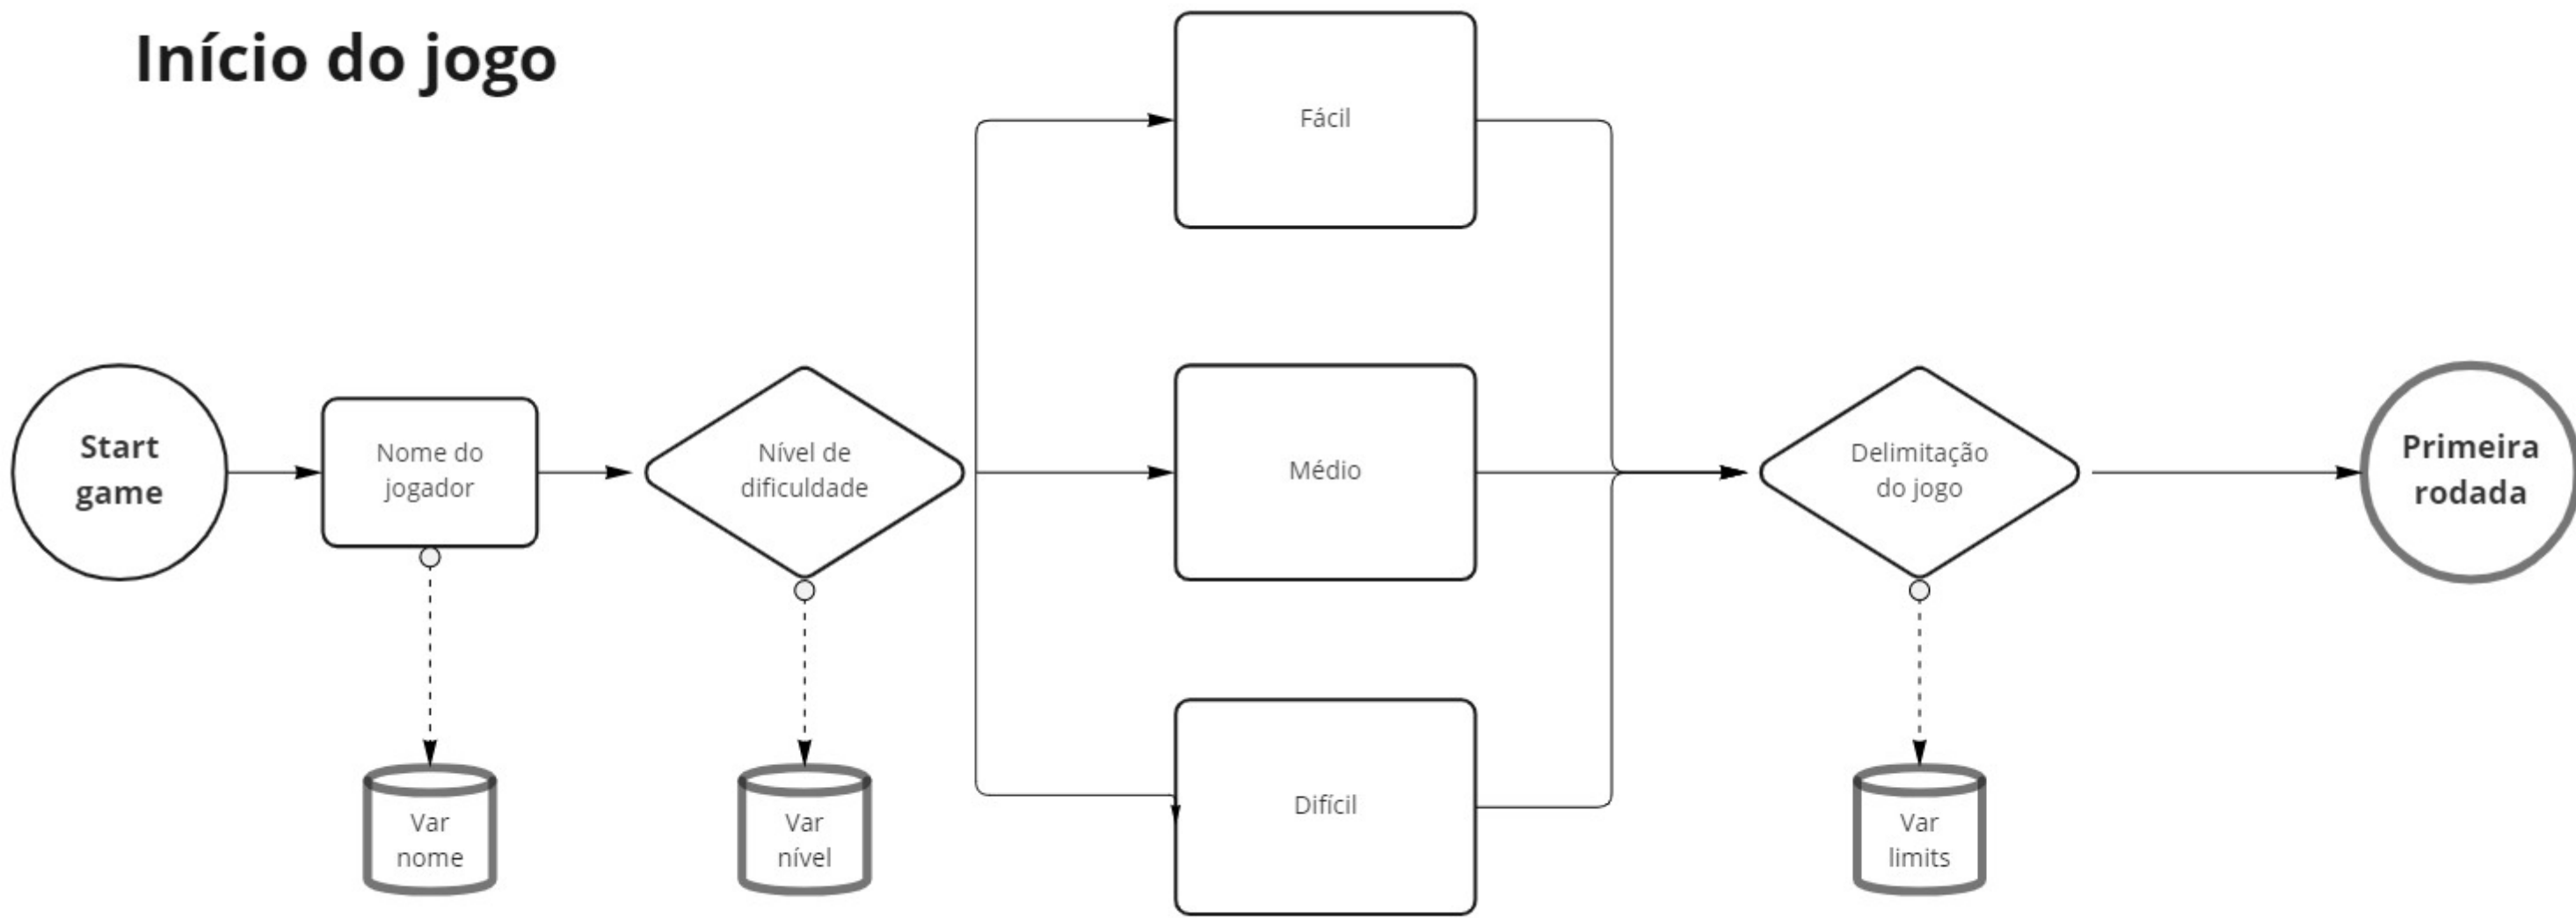 Início do jogo
Fácil
Start
game
Nome do
jogador
Nível de
dificuldade
Médio
Delimitação
do jogo
Primeira
rodada
Difícil
Var
nome
Var
nível
Var
limits